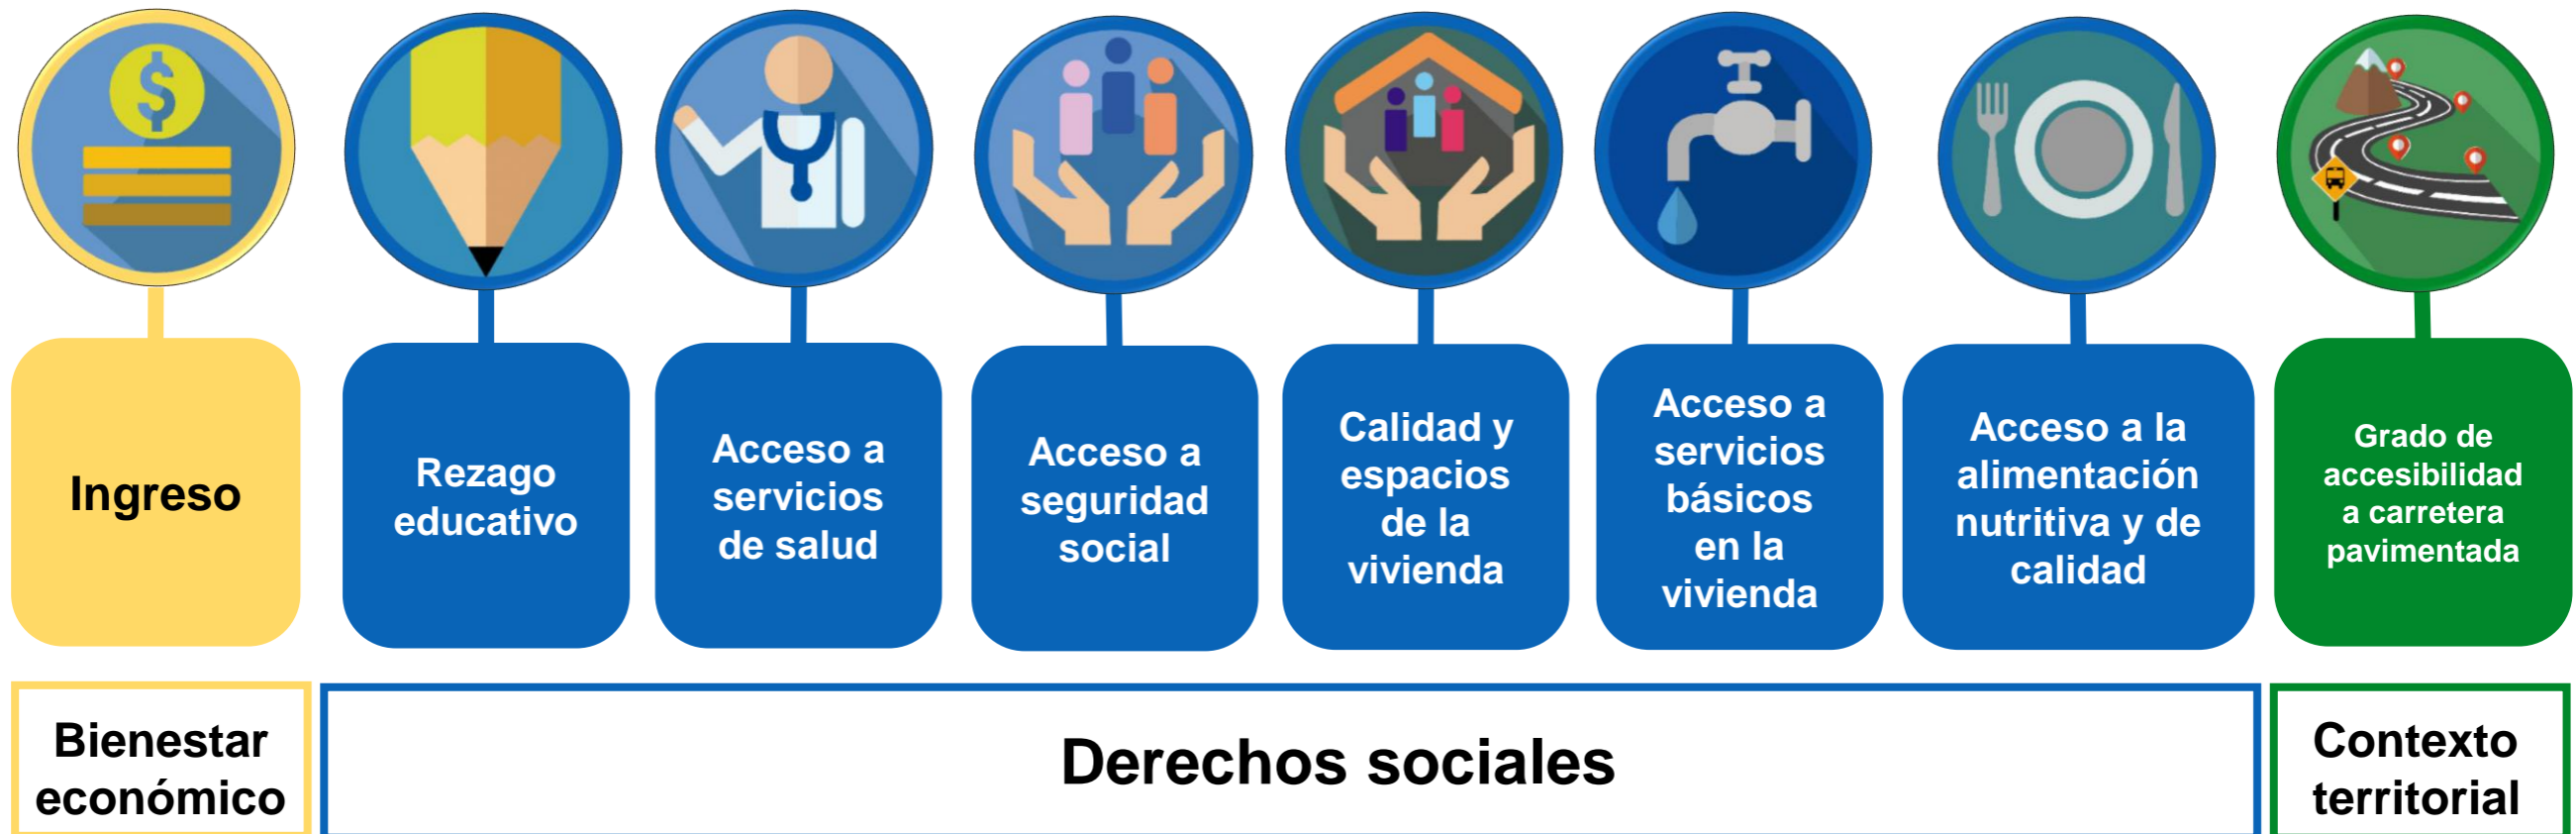 Ingreso
Rezago
educativo
Acceso a
servicios
de salud
Acceso a
seguridad
social
Calidad y
espacios
de la
vivienda
Acceso a
servicios
básicos
en la
vivienda
Acceso a la
alimentación
nutritiva y de
calidad
Grado de
accesibilidad
a carretera
pavimentada
Bienestar
económico
Derechos sociales
Contexto
territorial